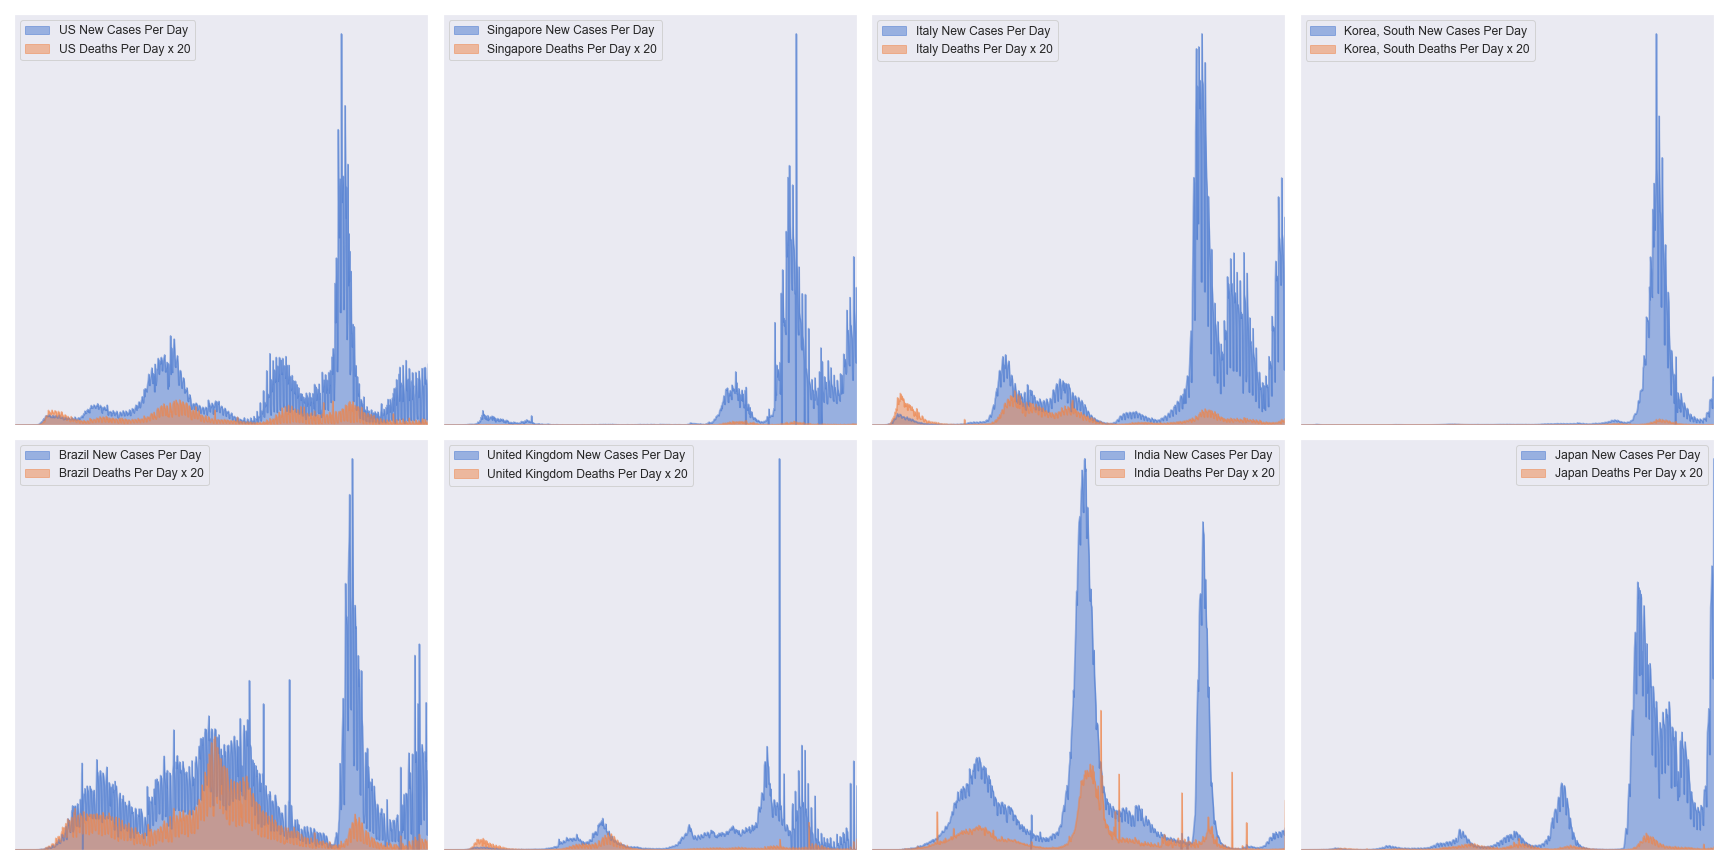 US New Cases Per Day
US Deaths Per Day x 20
Singapore New Cases Per Day
Singapore Deaths Per Day x 20
Italy New Cases Per Day
Italy Deaths Per Day x 20
Korea, South New Cases Per Day
Korea, South Deaths Per Day x 20
Brazil New Cases Per Day
Brazil Deaths Per Day x 20
United Kingdom New Cases Per Day
United Kingdom Deaths Per Day x 20
India New Cases Per Day
India Deaths Per Day x 20
Japan New Cases Per Day
Japan Deaths Per Day x 20